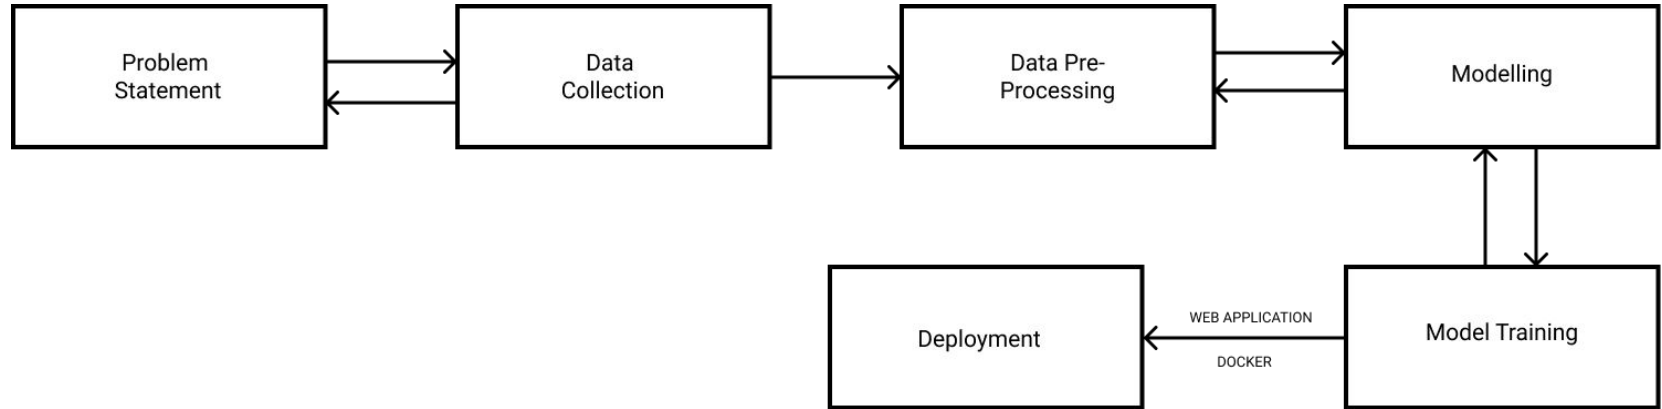 Problem
Statement
Data
Collection
Data Pre-
Processing
Modelling
Deployment
WEB APPLICATION
DOCKER
Model Training